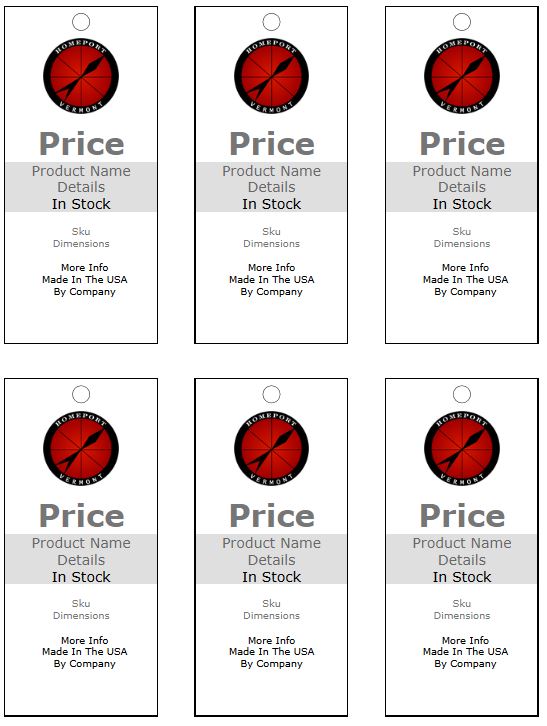 HOMEPORT
VERMONT
Price
Product Name
Details
In Stock
Sku
Dimensions
More Info
Made In The USA
By Company
HOMEPORT
VERMONT
Price
Product Name
Details
In Stock
Sku
Dimensions
More Info
Made In The USA
By Company
HOMEPORT
VERMONT
Price
Product Name
Details
In Stock
Sku
Dimensions
More Info
Made In The USA
By Company
HOMEPORT
VERMONT
Price
Product Name
Details
In Stock
Sku
Dimensions
More Info
Made In The USA
By Company
HOMEPORT
VERMONT
Price
Product Name
Details
In Stock
Sku
Dimensions
More Info
Made In The USA
By Company
HOMEPORT
VERMONT
Price
Product Name
Details
In Stock
Sku
Dimensions
More Info
Made In The USA
By Company